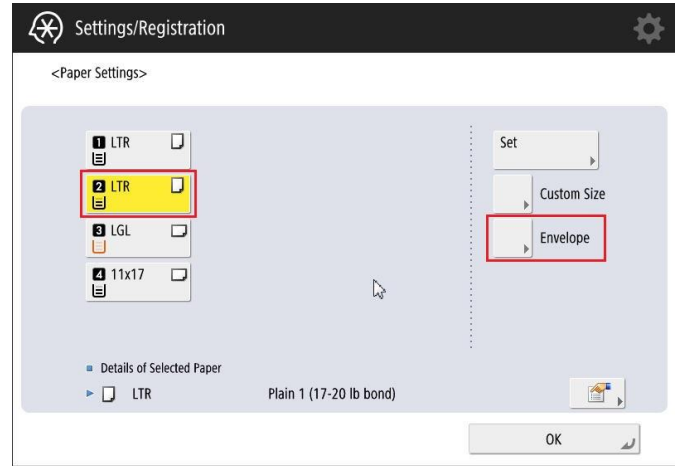 Settings/Registration
<Paper Settings>
1 LTR
2 LTR
3 LGL
4 11x17
Set
Custom Size
Envelope
Details of Selected Paper
LTR Plain 1 (17-20 lb bond)
OK